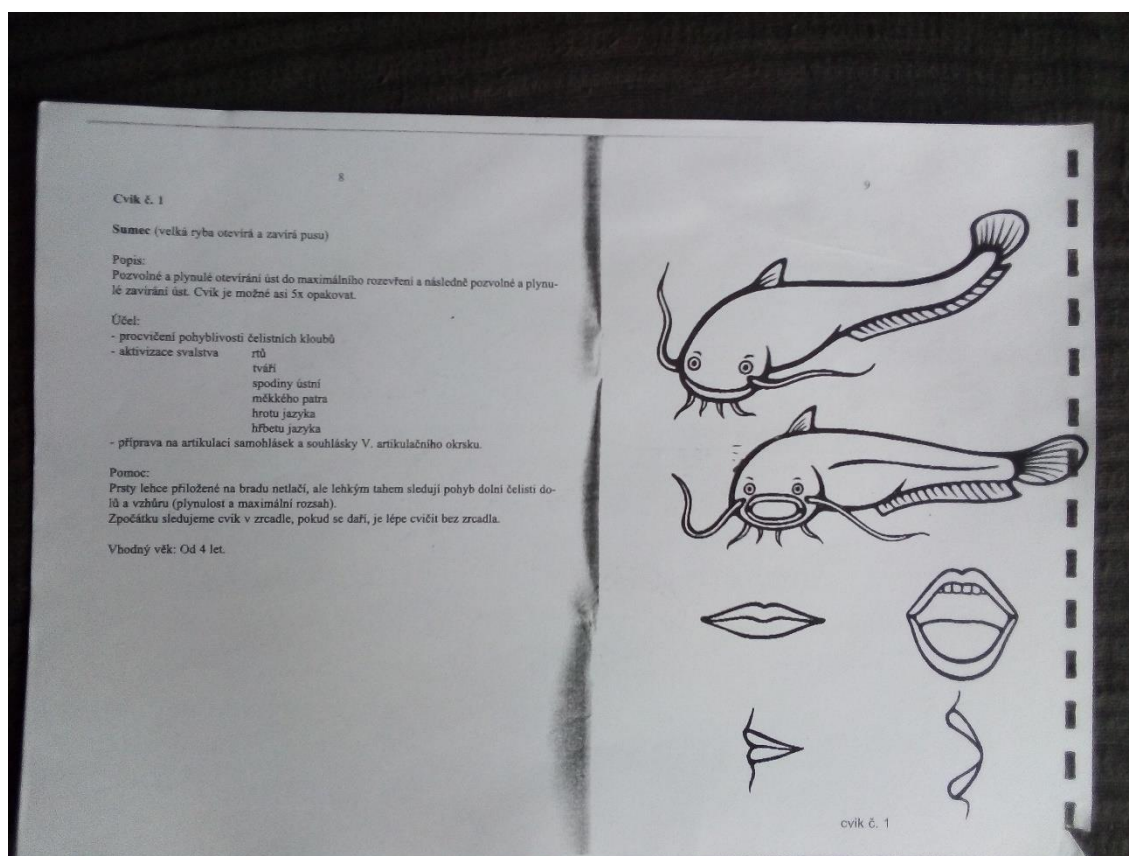 8
Cvik č. 1
Sumec (velká ryba otevírá a zavírá pusu)
Popis:
Pozvolné a plynulé otevírání úst do maximálního rozevření a následně pozvolné a plynu-
lé zavírání úst. Cvik je možné asi 5x opakovat.
Účel:
- procvičení pohyblivosti čelistních kloubů
- aktivizace svalstva rtů
tváří
spodiny ústní
měkkého patra
hrotu jazyka
hřbetu jazyka
- příprava na artikulaci samohlásek a souhlásky V. artikulačního okrsku.
Pomoc:
Prsty lehce přiložené na bradu netlačí, ale lehkým tahem sledují pohyb dolní čelisti do-
lů a vzhůru (plynulost a maximální rozsah).
Zpočátku sledujeme cvik v zrcadle, pokud se daří, je lépe cvičit bez zrcadla.
Vhodný věk: Od 4 let.
9
cvik č. 1